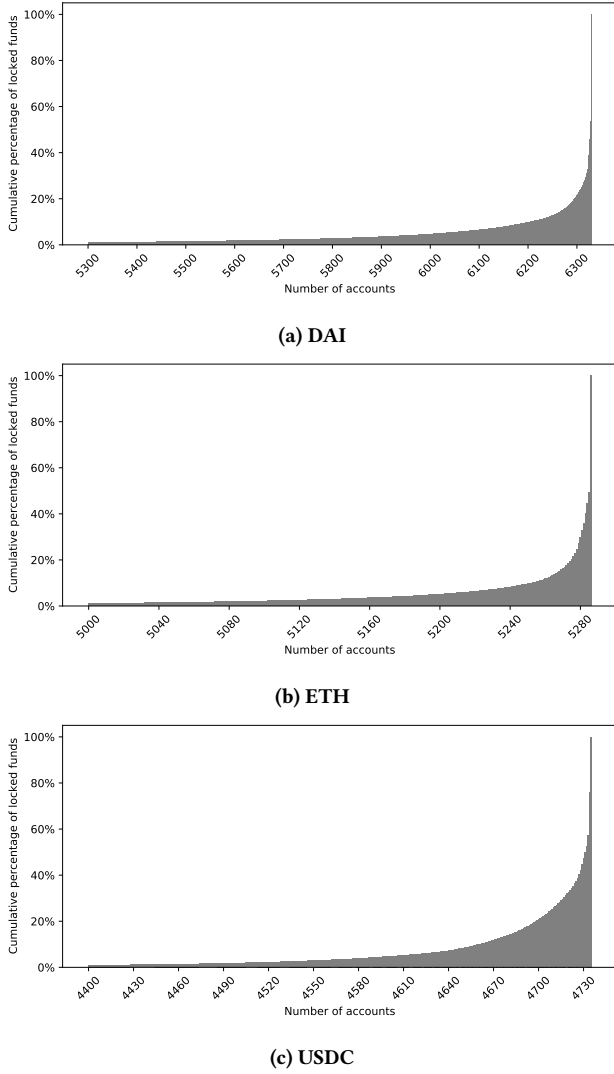 100%
80%
60%
40%
20%
0%
Cumulative percentage of locked funds
5300 5400 5500 5600 5700 5800 5900 6000 6100 6200 6300
Number of accounts
(a) DAI
100%
80%
60%
40%
20%
0%
Cumulative percentage of locked funds
5000 5040 5080 5120 5160 5200 5240 5280
Number of accounts
(b) ETH
100%
80%
60%
40%
20%
0%
Cumulative percentage of locked funds
4400 4430 4460 4490 4520 4550 4580 4610 4640 4670 4700 4730
Number of accounts
(c) USDC